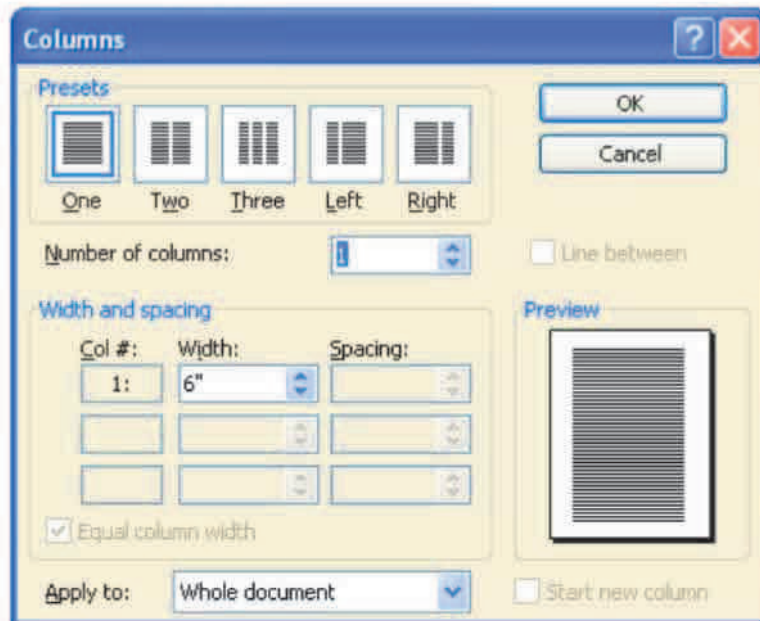 Columns
Presets
OK
Cancel
One Two Three Left Right
Number of columns: 1
Line between
Width and spacing
Preview
Col #: Width: Spacing:
1: 6"
Equal column width
Apply to: Whole document
Start new column